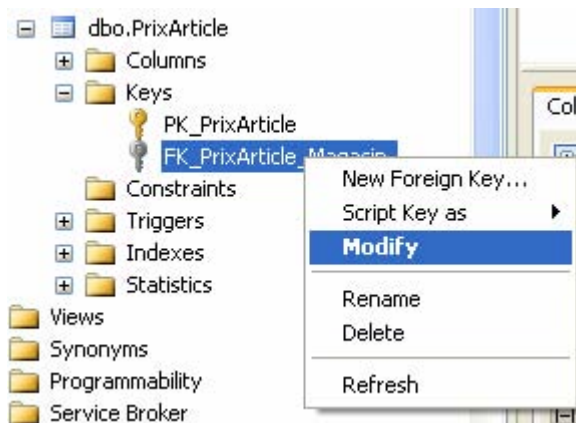 dbo.PrixArticle
Columns
Keys
PK_PrixArticle
FK_PrixArticle_Magasin
Constraints
Triggers
Indexes
Statistics
Views
Synonyms
Programmability
Service Broker
New Foreign Key...
Script Key as
Modify
Rename
Delete
Refresh
Col